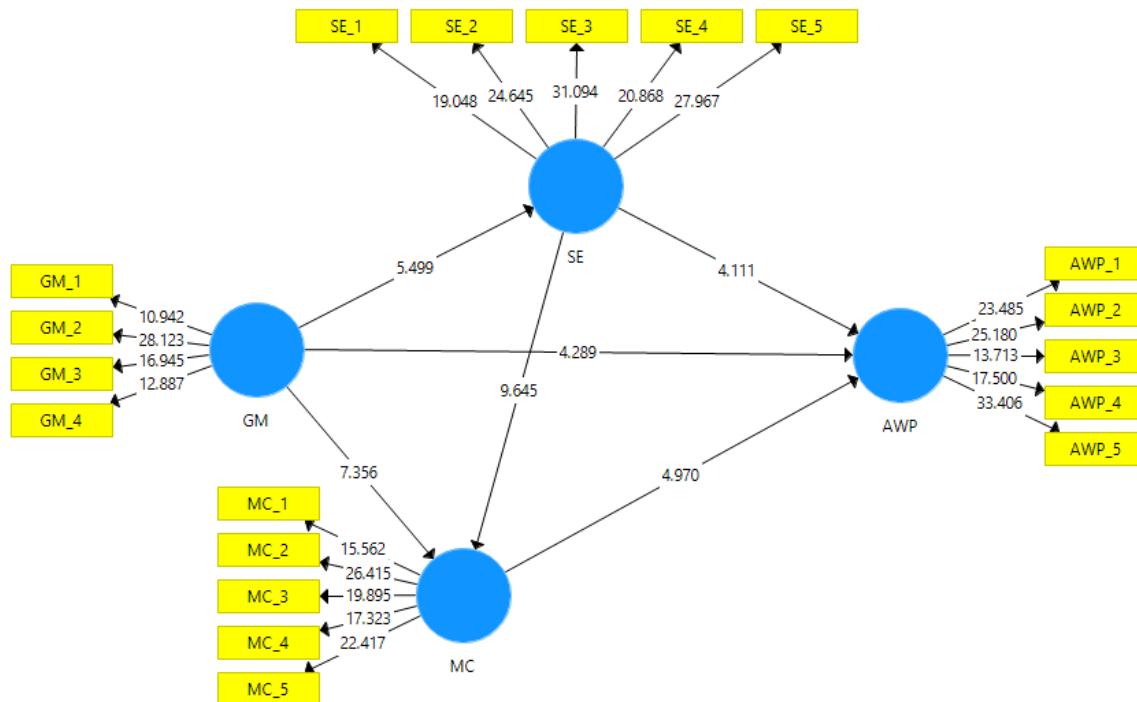 SE_1
SE_2
SE_3
SE_4
SE_5
19.048
24.645
31.094
20.868
27.967
SE
5.499
4.111
GM_1
GM_2
GM_3
GM_4
10.942
28.123
16.945
12.887
GM
4.289
9.645
7.356
4.970
AWP_1
AWP_2
AWP_3
AWP_4
AWP_5
23.485
25.180
13.713
17.500
33.406
AWP
MC_1
MC_2
MC_3
MC_4
MC_5
15.562
26.415
19.895
17.323
22.417
MC